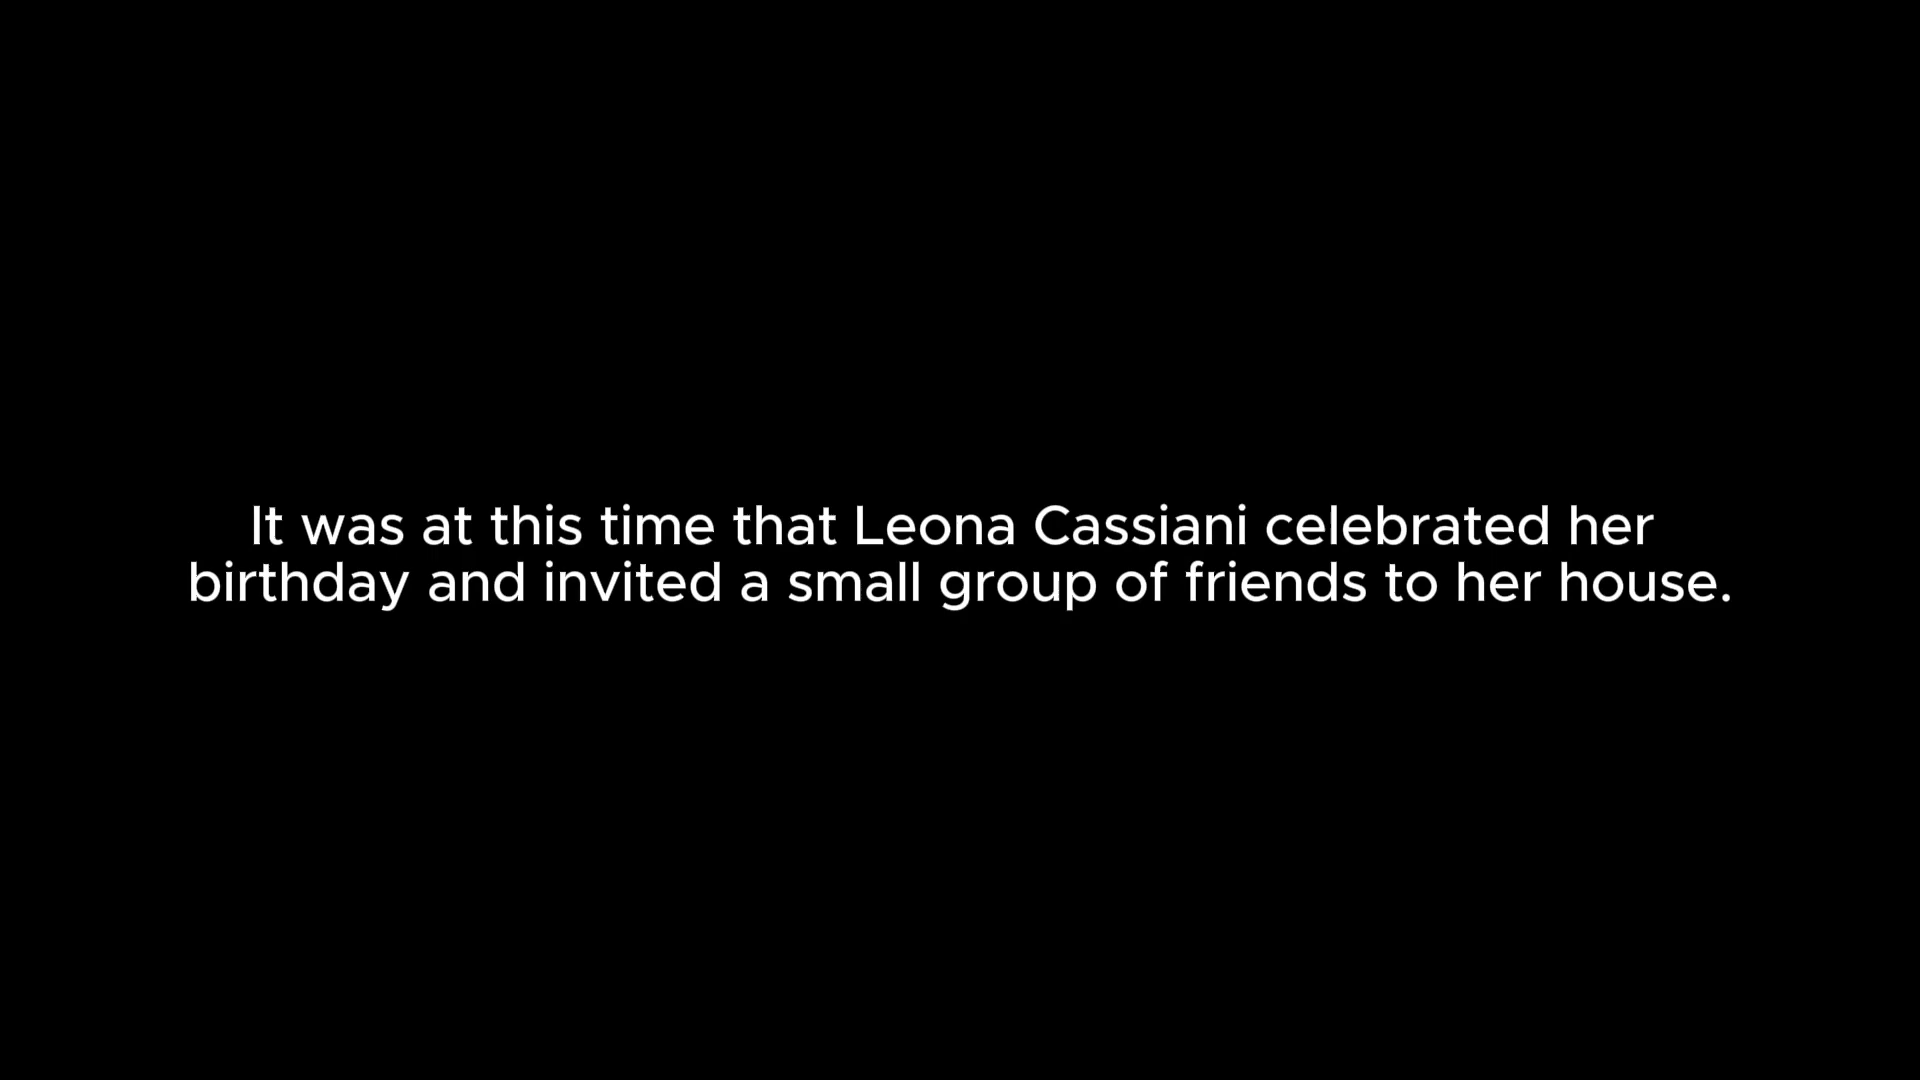 It was at this time that Leona Cassiani celebrated her
birthday and invited a small group of friends to her house.